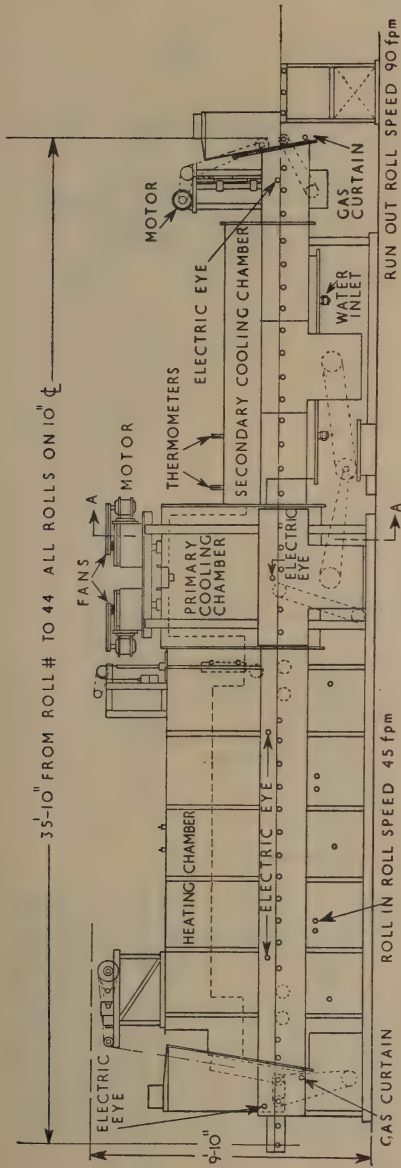 35'-10" FROM ROLL # TO 44 ALL ROLLS ON 10" ℄
9'-10"
ELECTRIC
EYE
HEATING CHAMBER
ELECTRIC EYE
GAS CURTAIN
ROLL IN ROLL SPEED 45 fpm
FANS
MOTOR
A
PRIMARY
COOLING
CHAMBER
ELECTRIC
EYE
A
THERMOMETERS
SECONDARY COOLING CHAMBER
ELECTRIC EYE
MOTOR
WATER
INLET
GAS
CURTAIN
RUN OUT ROLL SPEED 90 fpm